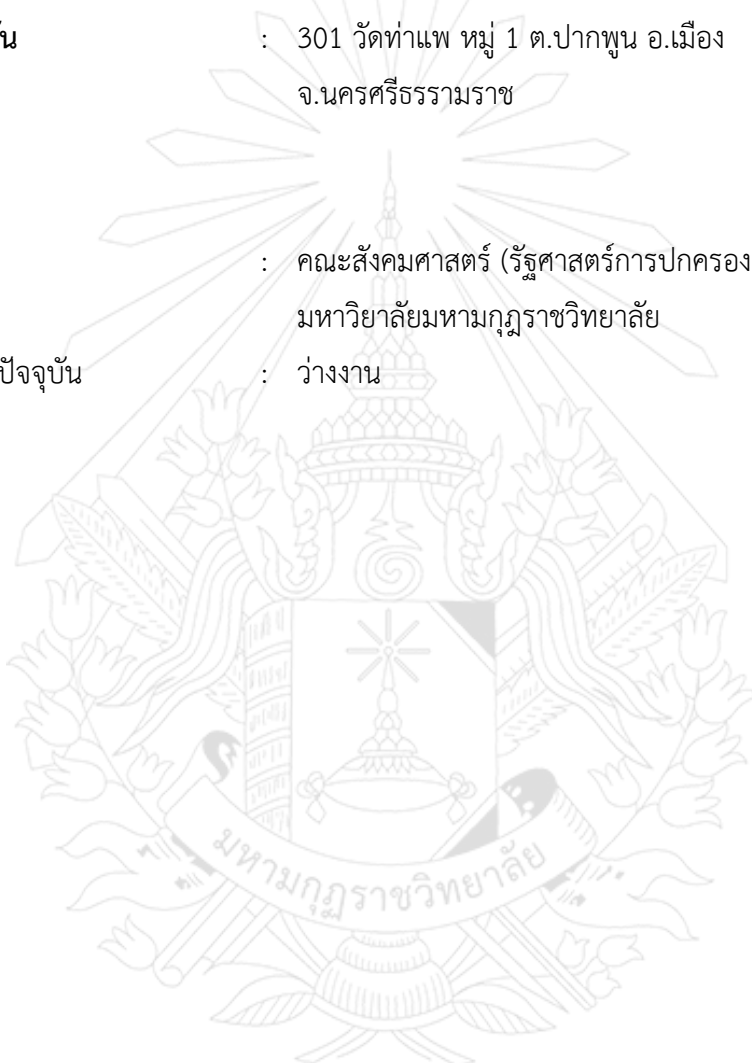 ัน : 301 วัดท่าแพ หมู่ 1 ต.ปากพูน อ.เมือง
จ.นครศรีธรรามราช
: คณะสังคมศาสตร์ (รัฐศาสตร์การปกครอง
มหาวิยาลัยมหามกุฏราชวิทยาลัย
ปัจจุบัน : ว่างงาน
มหามกุฏราชวิทยาลัย